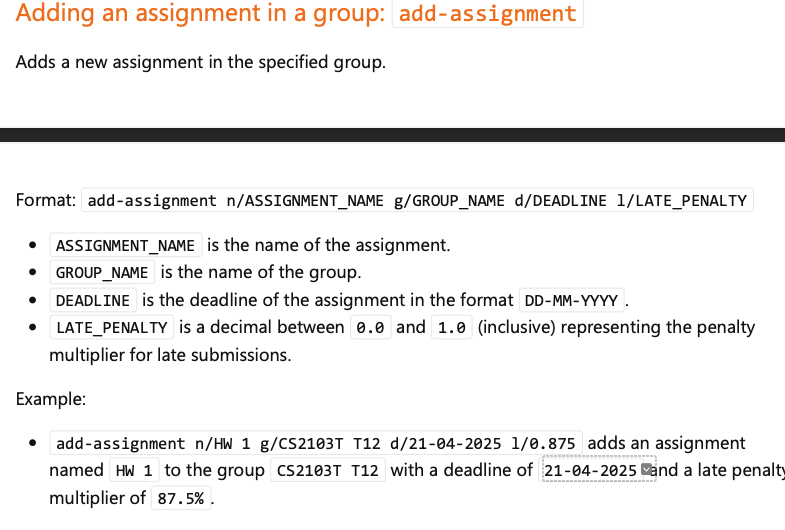 Adding an assignment in a group: add-assignment
Adds a new assignment in the specified group.
Format: add-assignment n/ASSIGNMENT_NAME g/GROUP_NAME d/DEADLINE l/LATE_PENALTY
• ASSIGNMENT_NAME is the name of the assignment.
• GROUP_NAME is the name of the group.
• DEADLINE is the deadline of the assignment in the format DD-MM-YYYY.
• LATE_PENALTY is a decimal between 0.0 and 1.0 (inclusive) representing the penalty
multiplier for late submissions.
Example:
• add-assignment n/HW 1 g/CS2103T T12 d/21-04-2025 l/0.875 adds an assignment
named HW 1 to the group CS2103T T12 with a deadline of 21-04-2025 and a late penalty
multiplier of 87.5%.